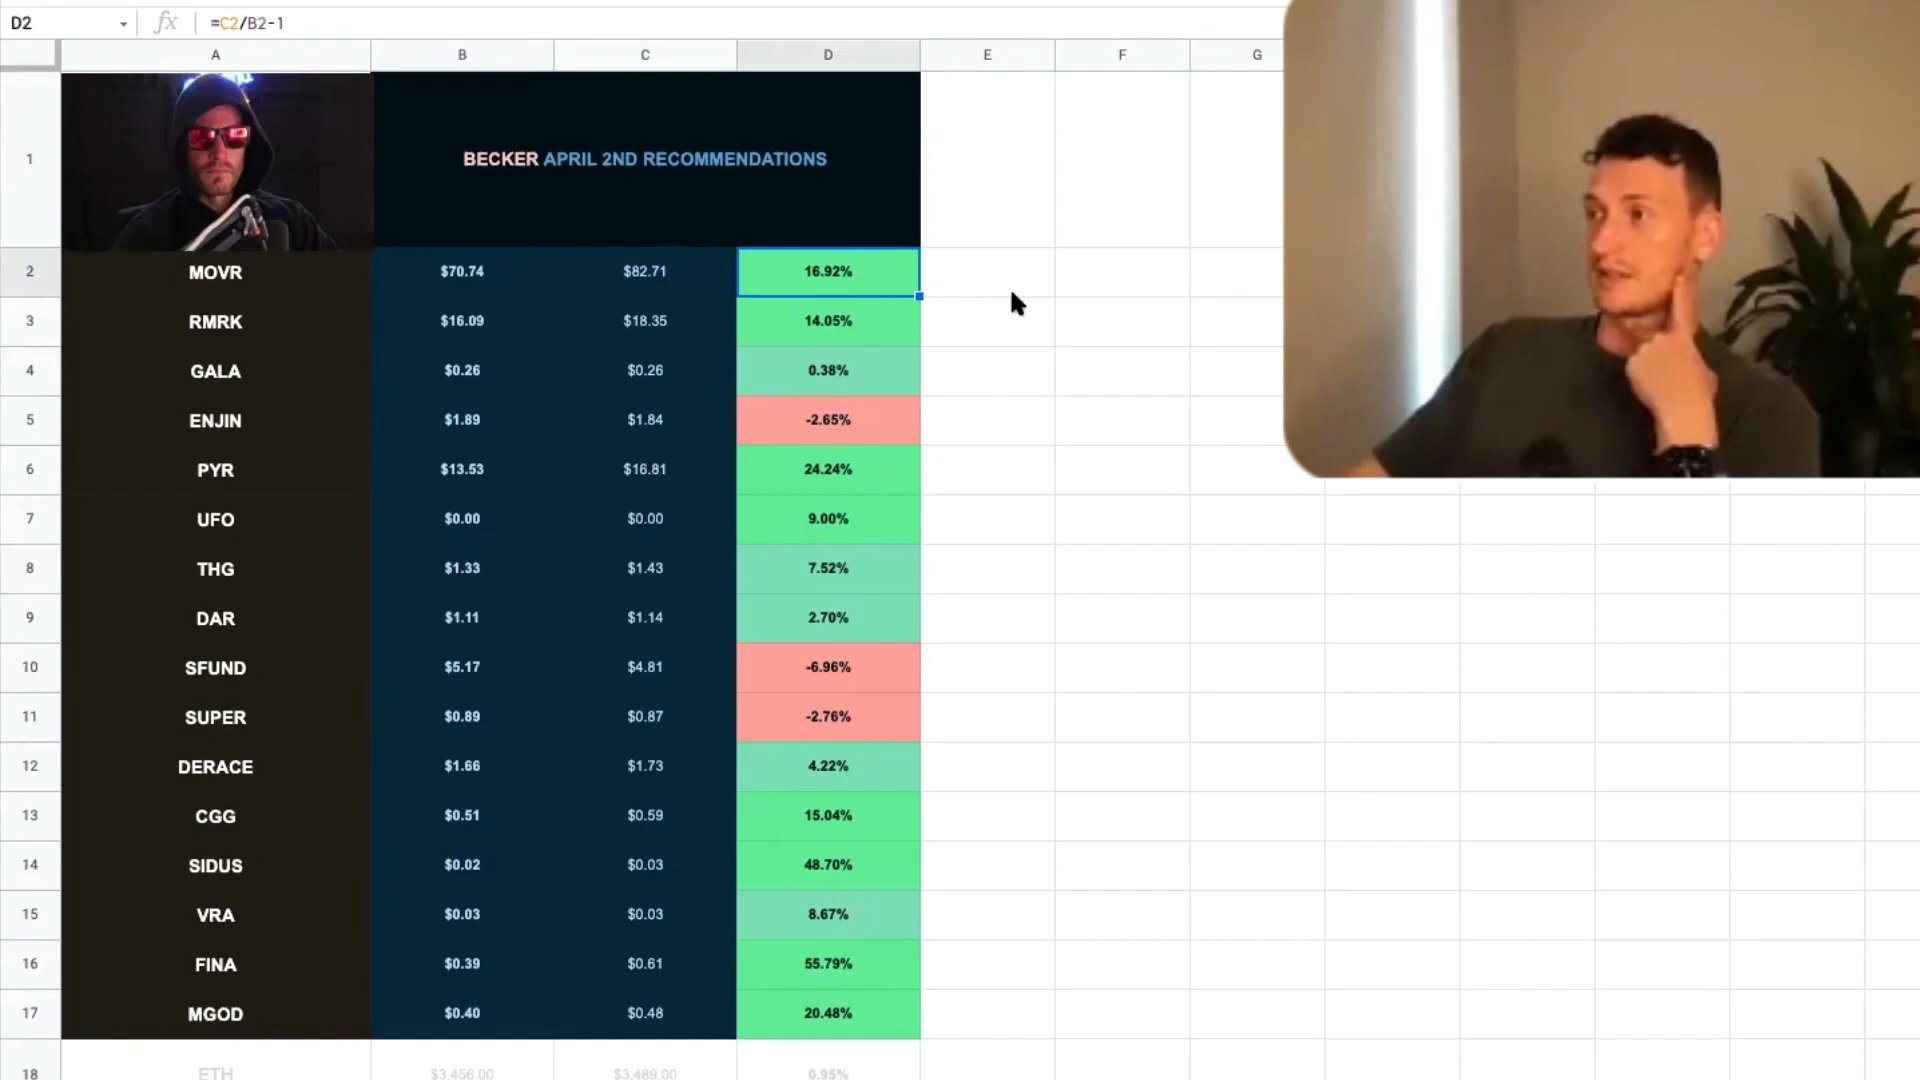 D2 fx =C2/B2-1
A B C D E F G
1 BECKER APRIL 2ND RECOMMENDATIONS
2 MOVR $70.74 $82.71 16.92%
3 RMRK $16.09 $18.35 14.05%
4 GALA $0.26 $0.26 0.38%
5 ENJIN $1.89 $1.84 -2.65%
6 PYR $13.53 $16.81 24.24%
7 UFO $0.00 $0.00 9.00%
8 THG $1.33 $1.43 7.52%
9 DAR $1.11 $1.14 2.70%
10 SFUND $5.17 $4.81 -6.96%
11 SUPER $0.89 $0.87 -2.76%
12 DERACE $1.66 $1.73 4.22%
13 CGG $0.51 $0.59 15.04%
14 SIDUS $0.02 $0.03 48.70%
15 VRA $0.03 $0.03 8.67%
16 FINA $0.39 $0.61 55.79%
17 MGOD $0.40 $0.48 20.48%
18 ETH $3,456.00 $3,489.00 0.95%